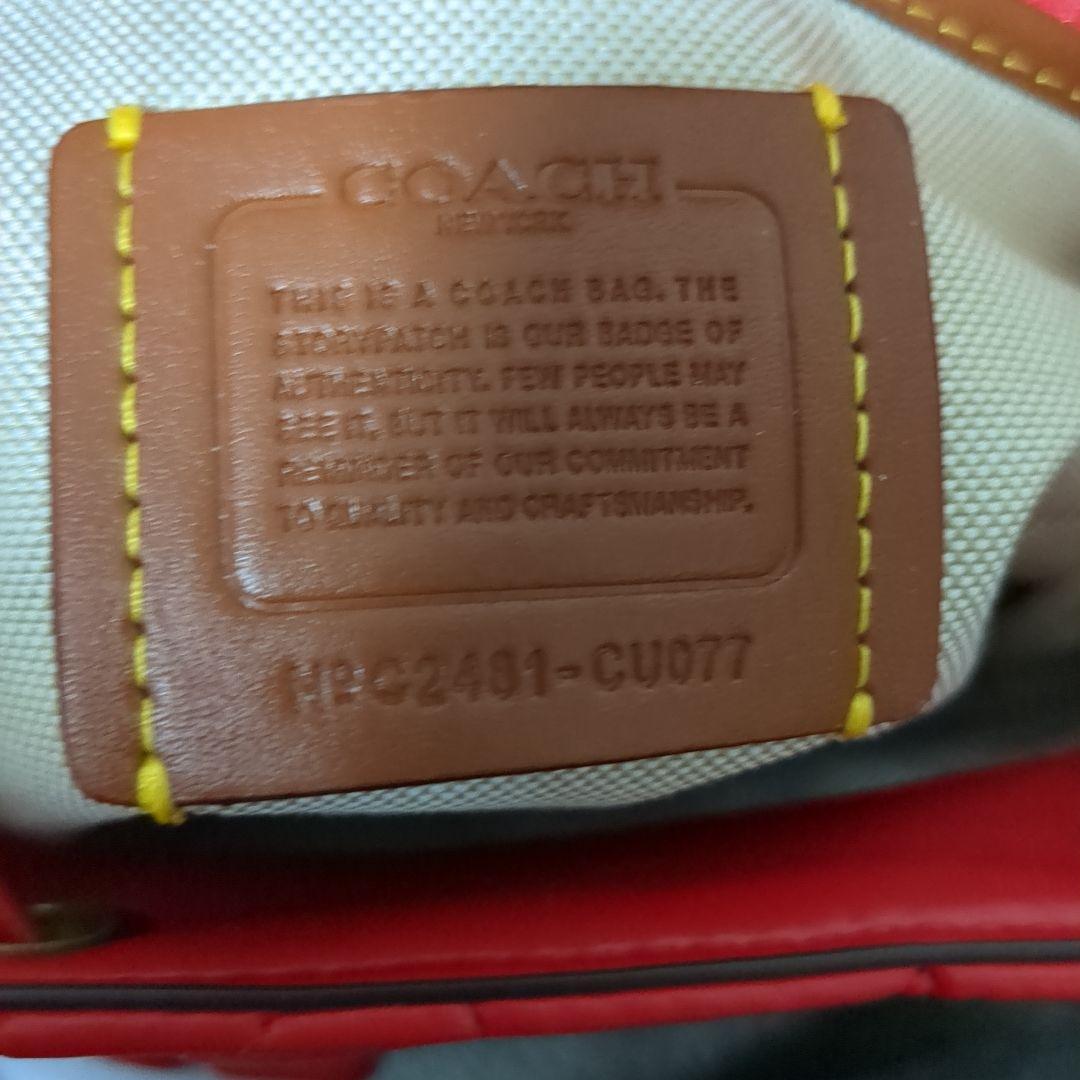 COACH
NEW YORK
THIS IS A COACH BAG. THE
STORYPATCH IS OUR BADGE OF
AUTHENTICITY. FEW PEOPLE MAY
SEE IT, BUT IT WILL ALWAYS BE A
REMINDER OF OUR COMMITMENT
TO QUALITY AND CRAFTSMANSHIP.